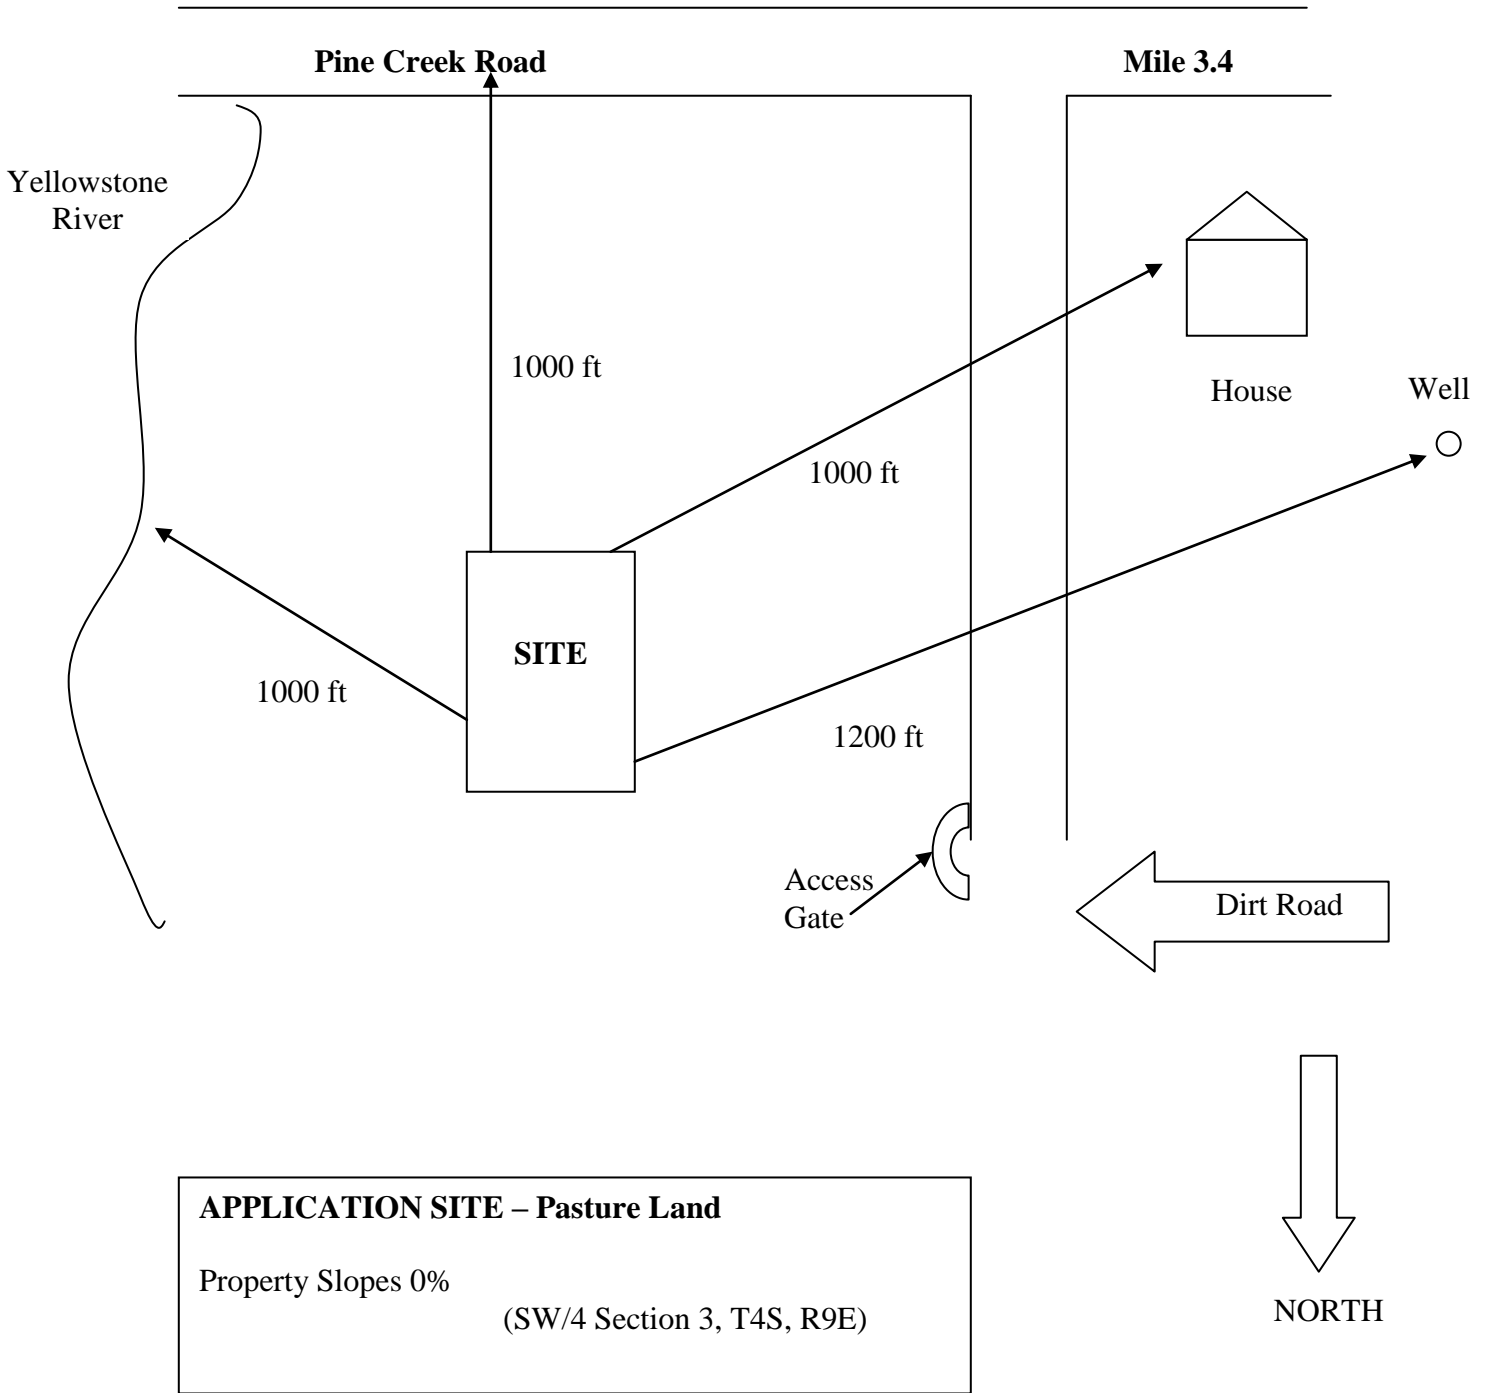 Pine Creek Road
Mile 3.4
Yellowstone
River
1000 ft
House
Well
1000 ft
SITE
1000 ft
1200 ft
Access
Gate
Dirt Road
APPLICATION SITE – Pasture Land
Property Slopes 0%
(SW/4 Section 3, T4S, R9E)
NORTH